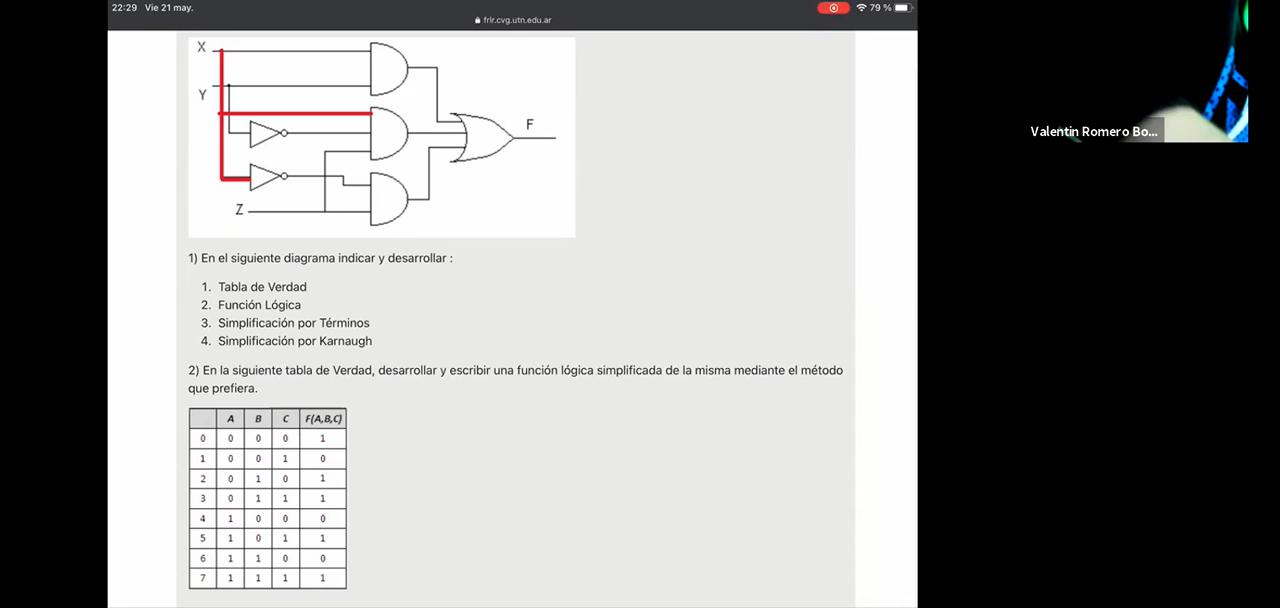 22:29 Vie 21 may.
79 %
frlr.cvg.utn.edu.ar
X
Y
F
Z
Valentin Romero Bo...
1) En el siguiente diagrama indicar y desarrollar :
1. Tabla de Verdad
2. Función Lógica
3. Simplificación por Términos
4. Simplificación por Karnaugh
2) En la siguiente tabla de Verdad, desarrollar y escribir una función lógica simplificada de la misma mediante el método
que prefiera.
A B C F(A,B,C)
0 0 0 0 1
1 0 0 1 0
2 0 1 0 1
3 0 1 1 1
4 1 0 0 0
5 1 0 1 1
6 1 1 0 0
7 1 1 1 1